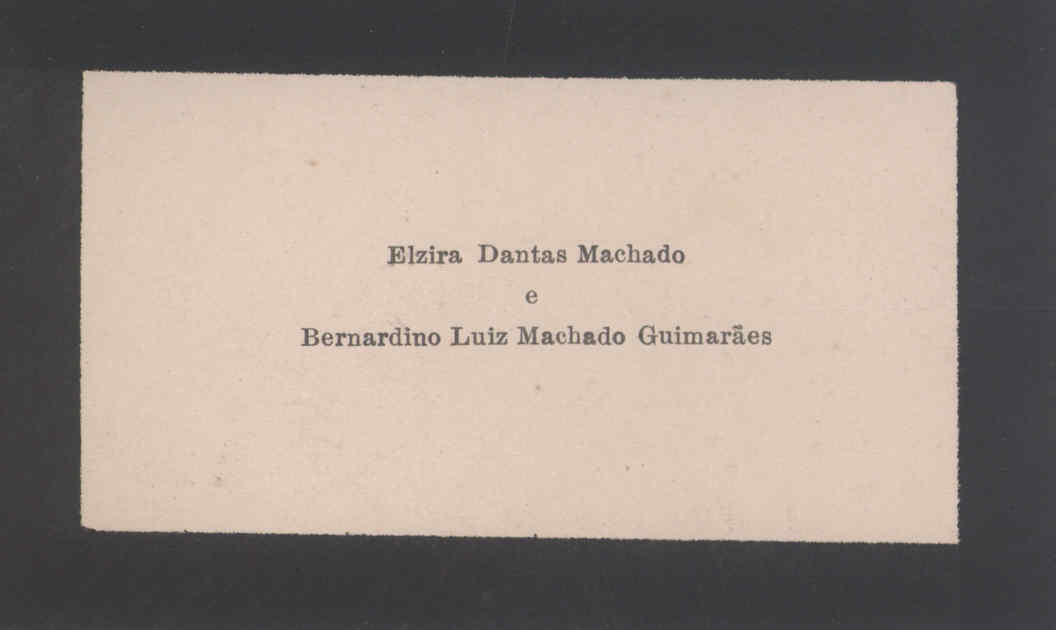 Elzira Dantas Machado
e
Bernardino Luiz Machado Guimarães